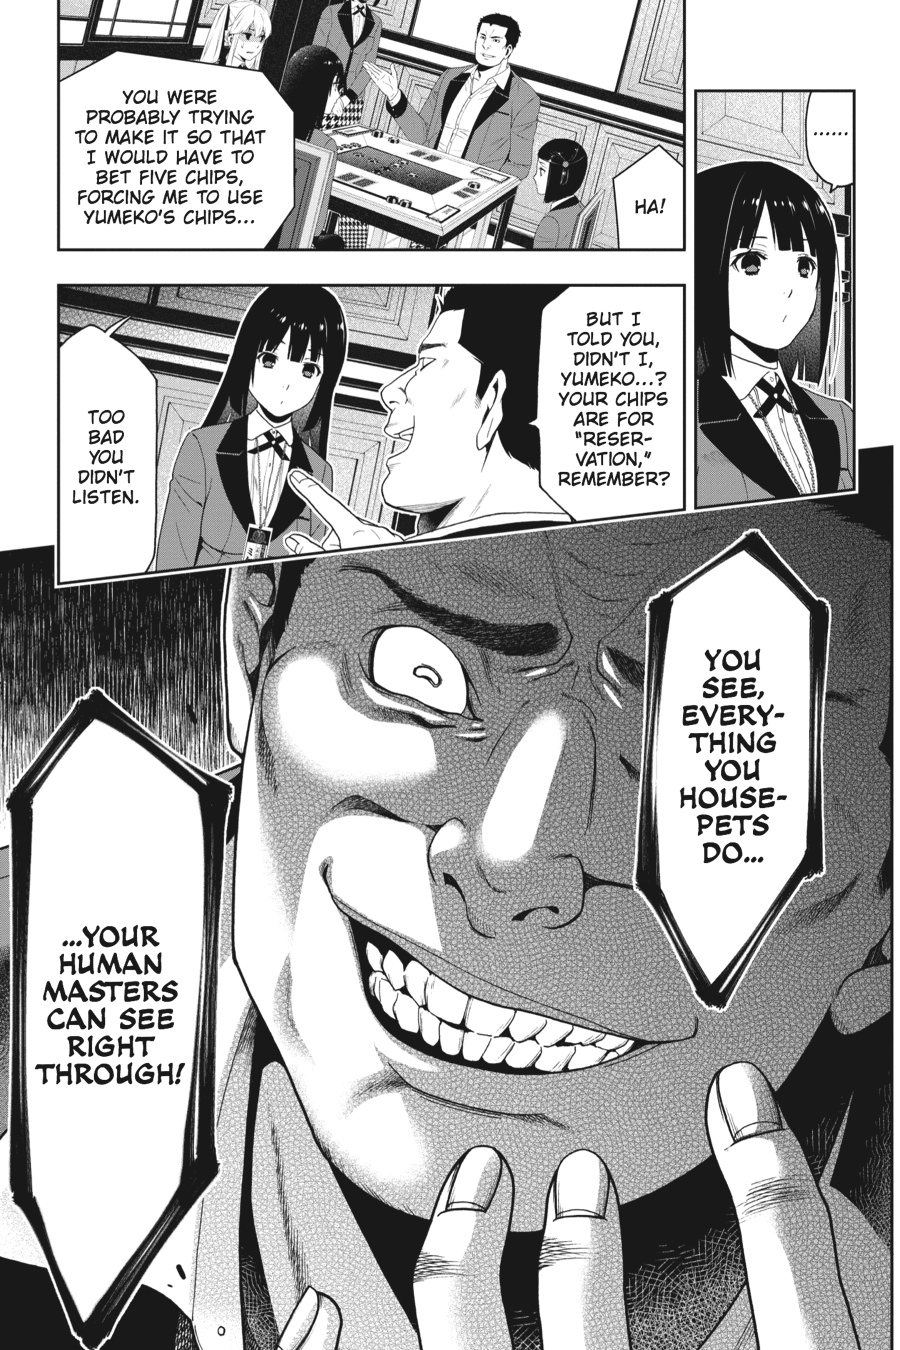 ......
HA!
YOU WERE
PROBABLY TRYING
TO MAKE IT SO THAT
I WOULD HAVE TO
BET FIVE CHIPS,
FORCING ME TO USE
YUMEKO'S CHIPS...
BUT I
TOLD YOU,
DIDN'T I,
YUMEKO...?
YOUR CHIPS
ARE FOR
"RESER-
VATION,"
REMEMBER?
TOO
BAD
YOU
DIDN'T
LISTEN.
YOU
SEE,
EVERY-
THING
YOU
HOUSE-
PETS
DO...
...YOUR
HUMAN
MASTERS
CAN SEE
RIGHT
THROUGH!